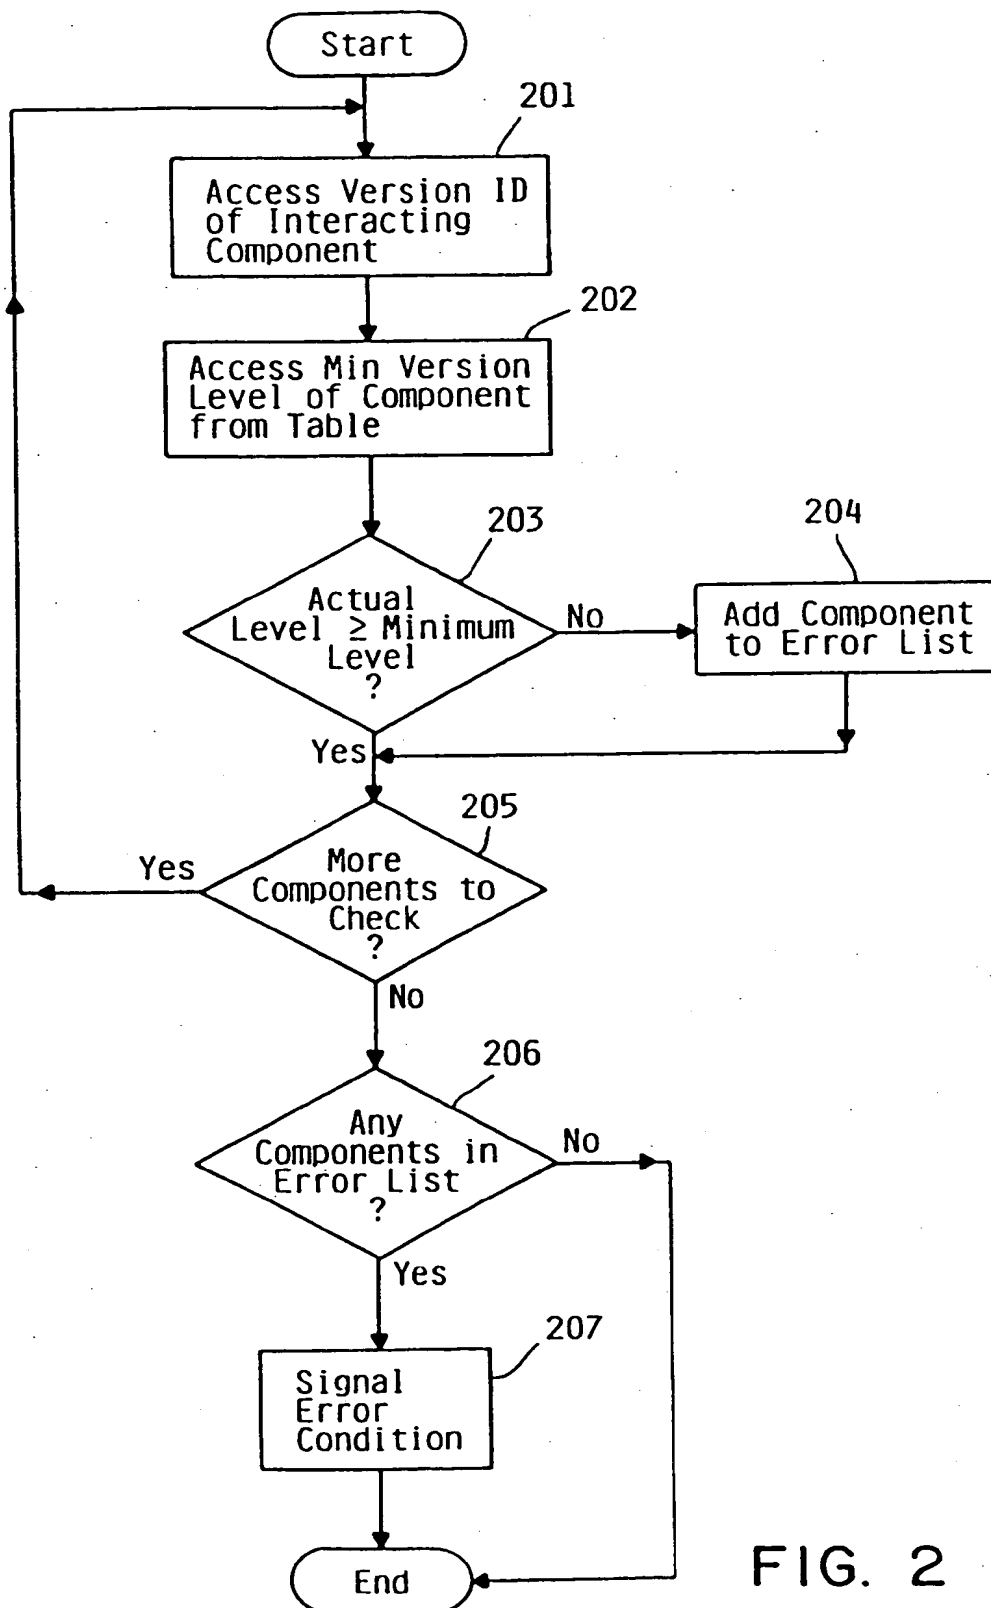 Start
201
Access Version ID
of Interacting
Component
202
Access Min Version
Level of Component
from Table
203
Actual
Level ≥ Minimum
Level
?
No
204
Add Component
to Error List
Yes
205
More
Components to
Check
?
Yes
No
206
Any
Components in
Error List
?
No
Yes
207
Signal
Error
Condition
End
FIG. 2